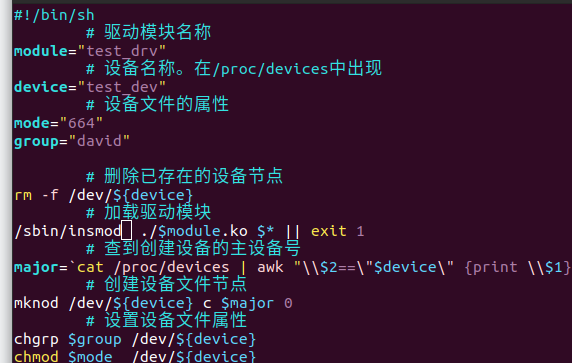 #!/bin/sh
# 驱动模块名称
module="test_drv"
# 设备名称。在/proc/devices中出现
device="test_dev"
# 设备文件的属性
mode="664"
group="david"
# 删除已存在的设备节点
rm -f /dev/${device}
# 加载驱动模块
/sbin/insmod ./$module.ko $* || exit 1
# 查到创建设备的主设备号
major=`cat /proc/devices | awk "\\$2==\"$device\" {print \\$1}
# 创建设备文件节点
mknod /dev/${device} c $major 0
# 设置设备文件属性
chgrp $group /dev/${device}
chmod $mode  /dev/${device}